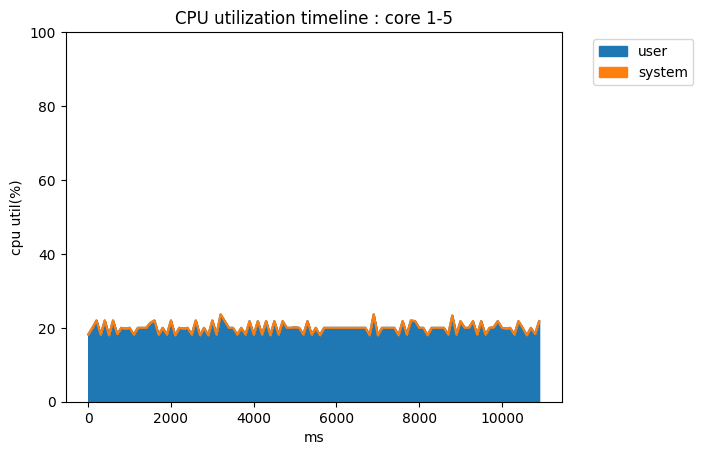 CPU utilization timeline : core 1-5
user
system
100
80
60
40
20
0
cpu util(%)
0 2000 4000 6000 8000 10000
ms